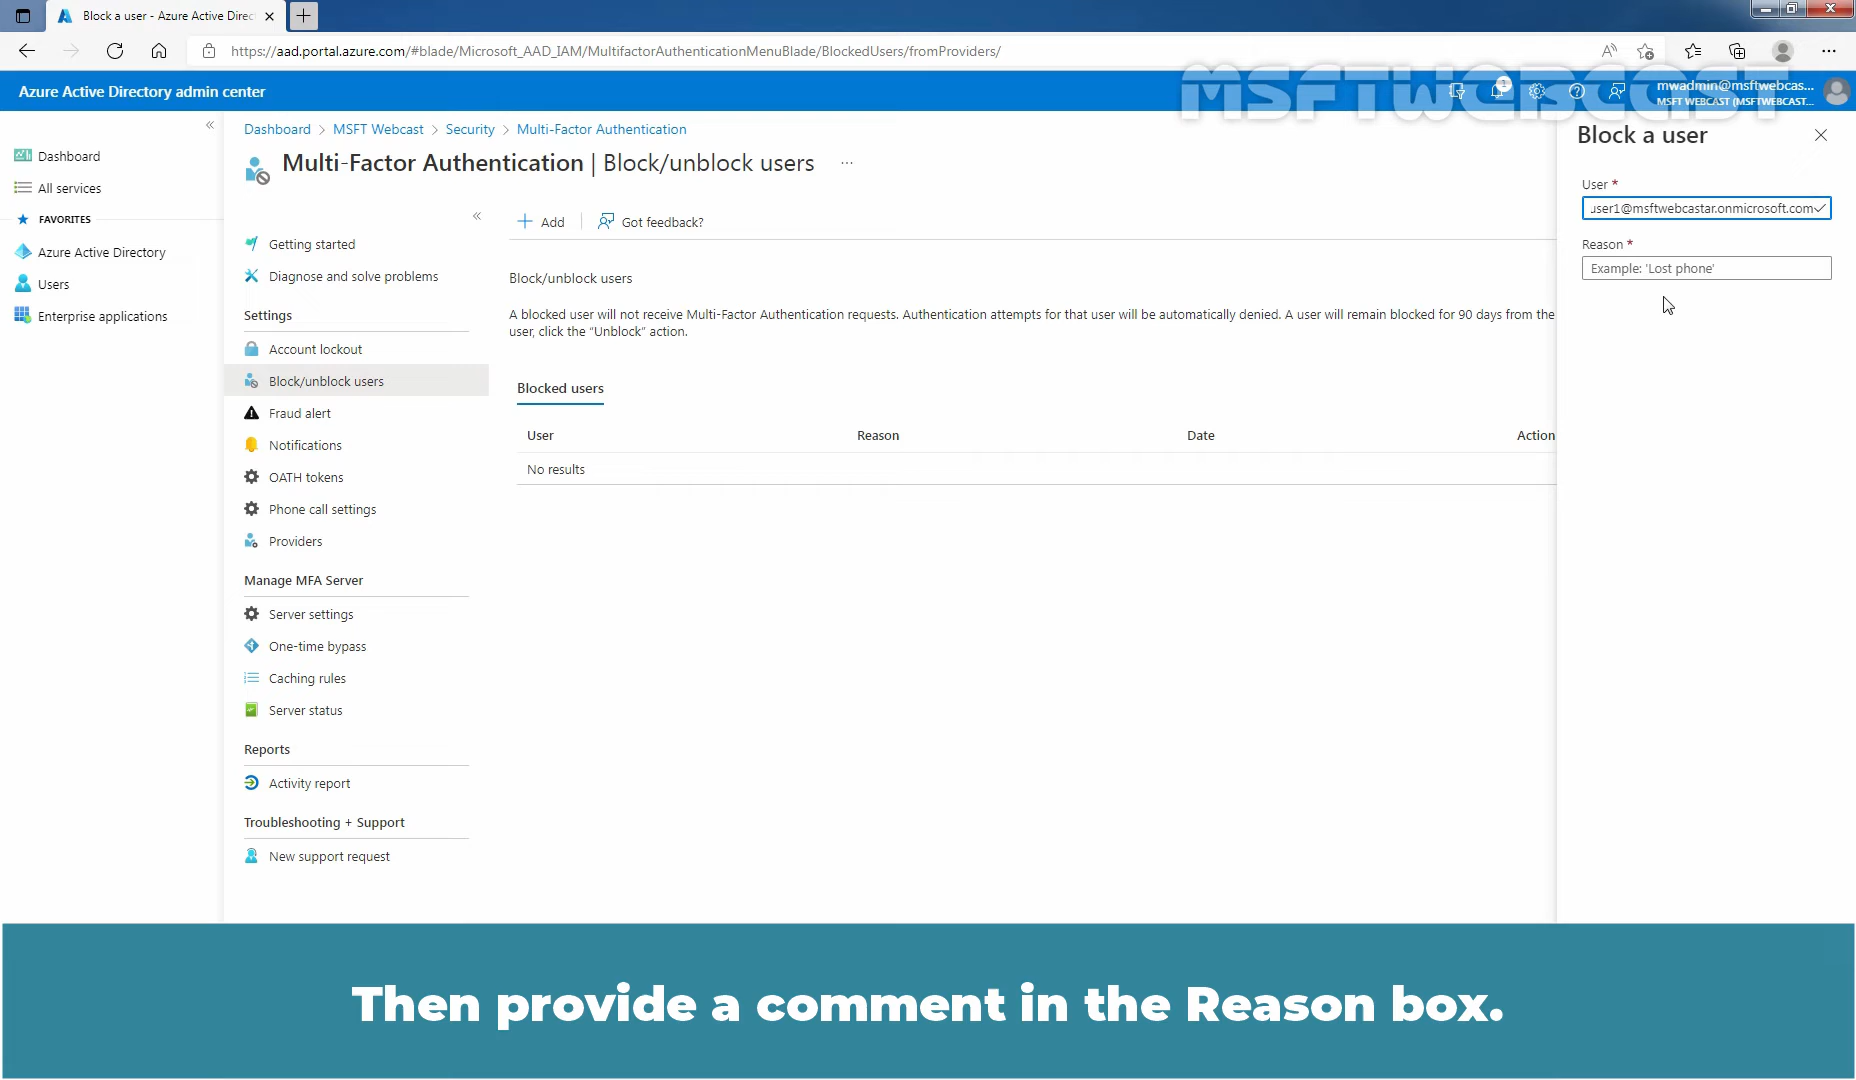 Block a user - Azure Active Direc
https://aad.portal.azure.com/#blade/Microsoft_AAD_IAM/MultifactorAuthenticationMenuBlade/BlockedUsers/fromProviders/
MSFTWEBCAST
Azure Active Directory admin center
1
mwadmin@msftwebcas...
MSFT WEBCAST (MSFTWEBCAST....
Dashboard
All services
FAVORITES
Azure Active Directory
Users
Enterprise applications
Dashboard > MSFT Webcast > Security > Multi-Factor Authentication
Multi-Factor Authentication | Block/unblock users ...
Getting started
Diagnose and solve problems
Settings
Account lockout
Block/unblock users
Fraud alert
Notifications
OATH tokens
Phone call settings
Providers
Manage MFA Server
Server settings
One-time bypass
Caching rules
Server status
Reports
Activity report
Troubleshooting + Support
New support request
Add
Got feedback?
Block/unblock users
A blocked user will not receive Multi-Factor Authentication requests. Authentication attempts for that user will be automatically denied. A user will remain blocked for 90 days from the
user, click the "Unblock" action.
Blocked users
User Reason Date Action
No results
Block a user
User *
user1@msftwebcastar.onmicrosoft.com
Reason *
Example: 'Lost phone'
Then provide a comment in the Reason box.